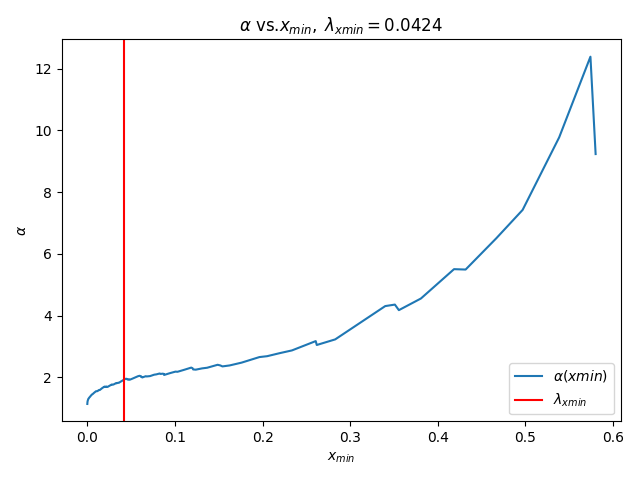 α vs.x_min, λ_xmin = 0.0424
12
10
8
6
4
2
α
0.0 0.1 0.2 0.3 0.4 0.5 0.6
x_min
α(xmin)
λ_xmin